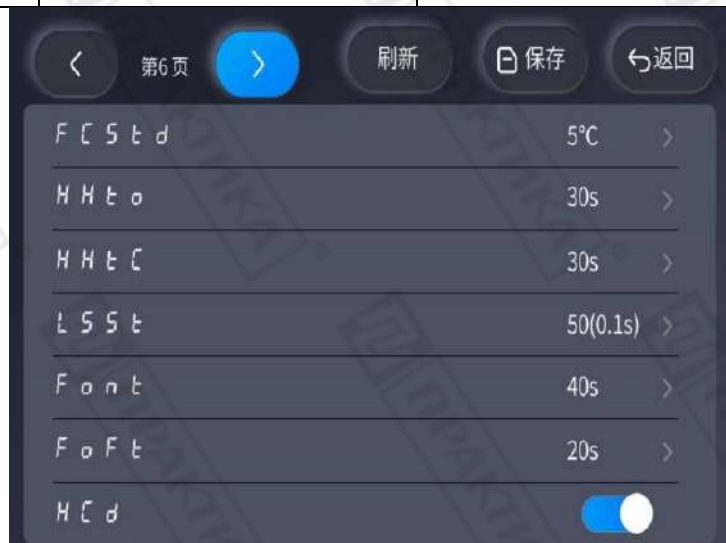 第6页 刷新 保存 返回
FCStd 5℃
HHto 30s
HHtC 30s
LSSt 50(0.1s)
Font 40s
FoFt 20s
HCd
ПРАКТИКА